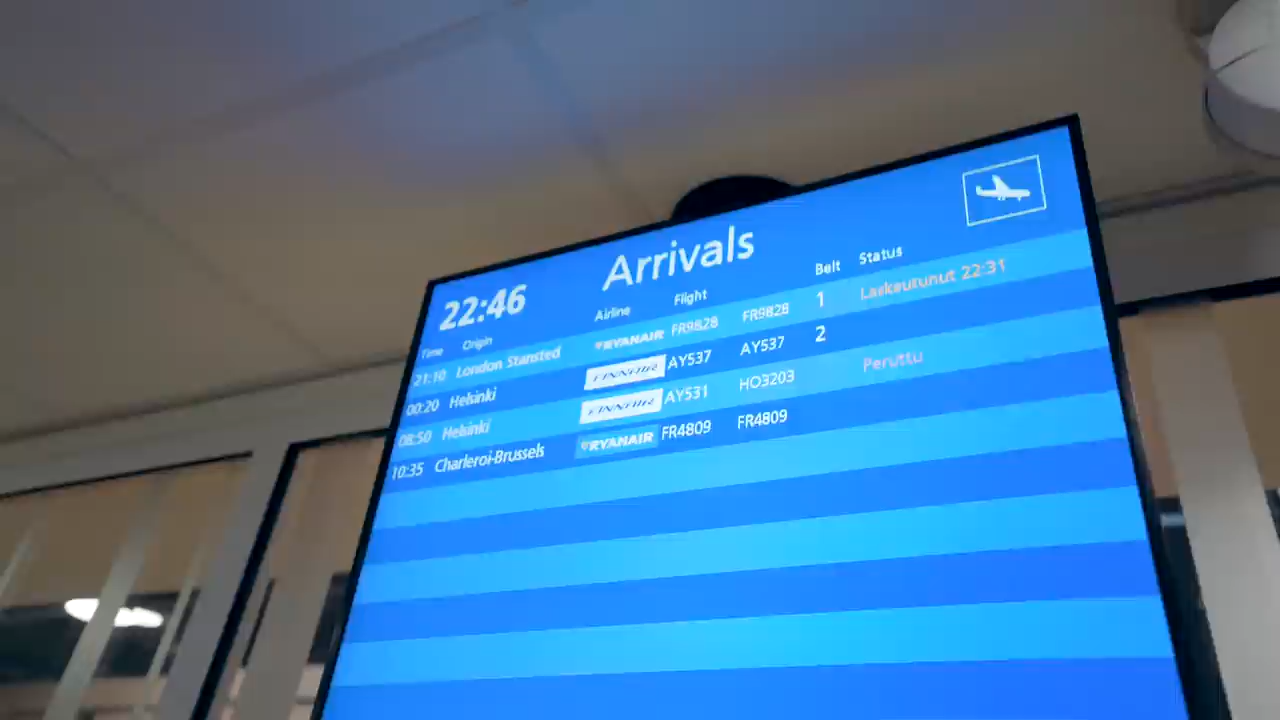 Arrivals
22:46
Time Origin Airline Flight Belt Status
21:10 London Stansted RYANAIR FR9828 FR9828 1 Laskeutunut 22:31
00:20 Helsinki FINNAIR AY537 AY537 2
08:50 Helsinki FINNAIR AY531 HO3203 Peruttu
10:35 Charleroi-Brussels RYANAIR FR4809 FR4809